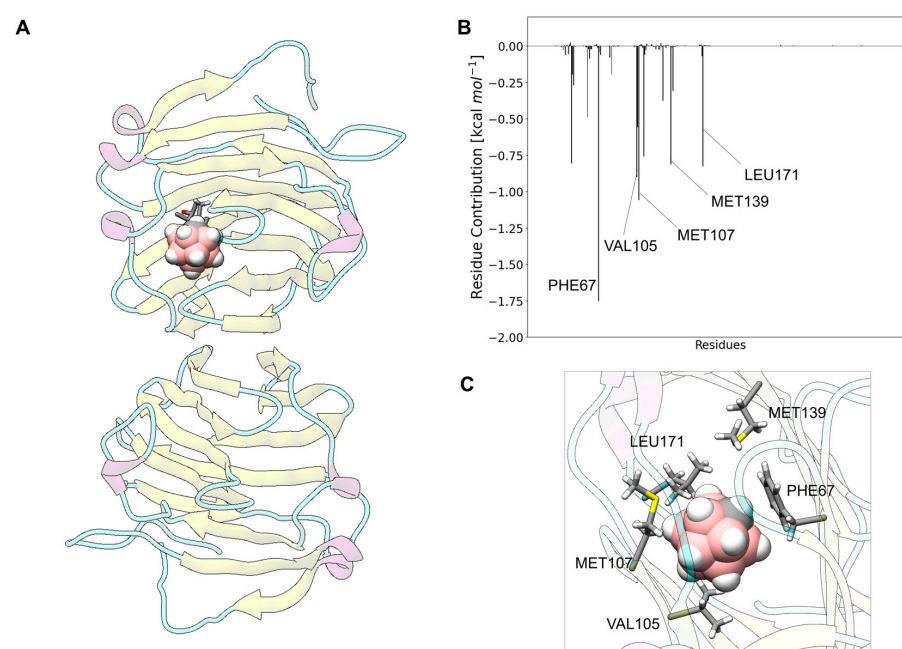 A
B
0.00
−0.25
−0.50
−0.75
−1.00
−1.25
−1.50
−1.75
−2.00
Residue Contribution [kcal mol⁻¹]
LEU171
MET139
MET107
VAL105
PHE67
Residues
C
MET139
LEU171
PHE67
MET107
VAL105